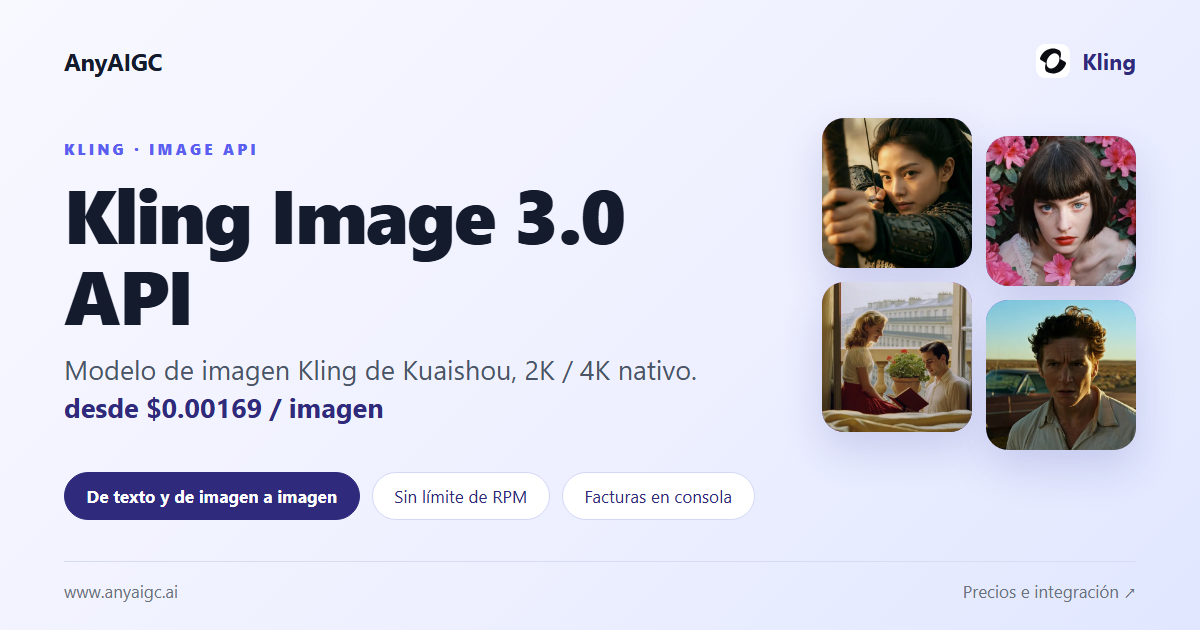 AnyAIGC
Kling
KLING · IMAGE API
Kling Image 3.0
API
Modelo de imagen Kling de Kuaishou, 2K / 4K nativo.
desde $0.00169 / imagen
De texto y de imagen a imagen
Sin límite de RPM
Facturas en consola
www.anyaigc.ai
Precios e integración ↗